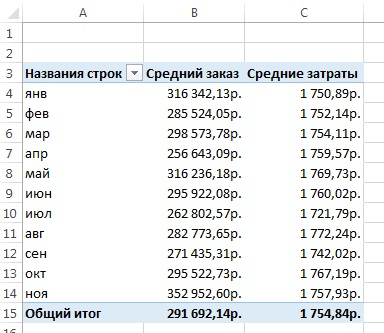 A B C
1
2
3 Названия строк Средний заказ Средние затраты
4 янв 316 342,13р. 1 750,89р.
5 фев 285 524,05р. 1 752,14р.
6 мар 298 573,78р. 1 754,11р.
7 апр 256 643,09р. 1 759,57р.
8 май 316 236,18р. 1 769,73р.
9 июн 295 922,08р. 1 760,02р.
10 июл 262 802,57р. 1 721,79р.
11 авг 282 773,65р. 1 772,24р.
12 сен 271 435,31р. 1 742,02р.
13 окт 295 522,73р. 1 767,19р.
14 ноя 352 952,60р. 1 757,93р.
15 Общий итог 291 692,14р. 1 754,84р.